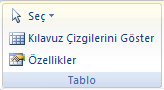 Seç
Kılavuz Çizgilerini Göster
Özellikler
Tablo